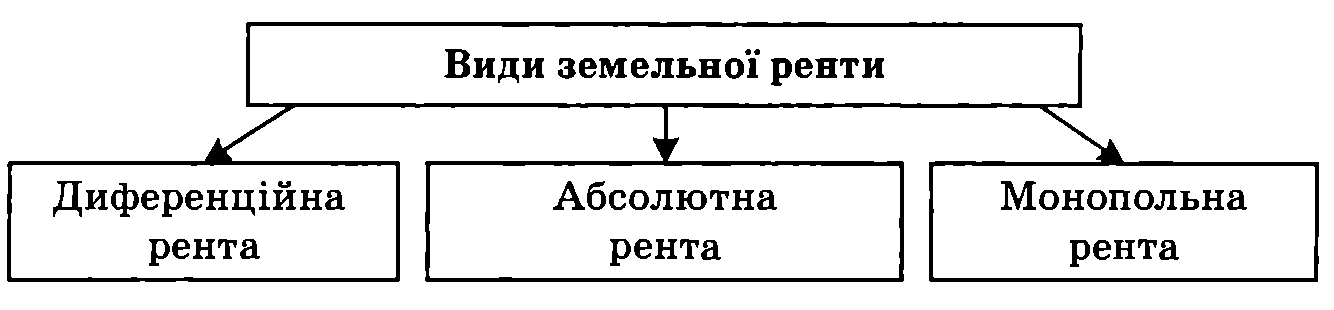 Види земельної ренти
Диференційна
рента
Абсолютна
рента
Монопольна
рента